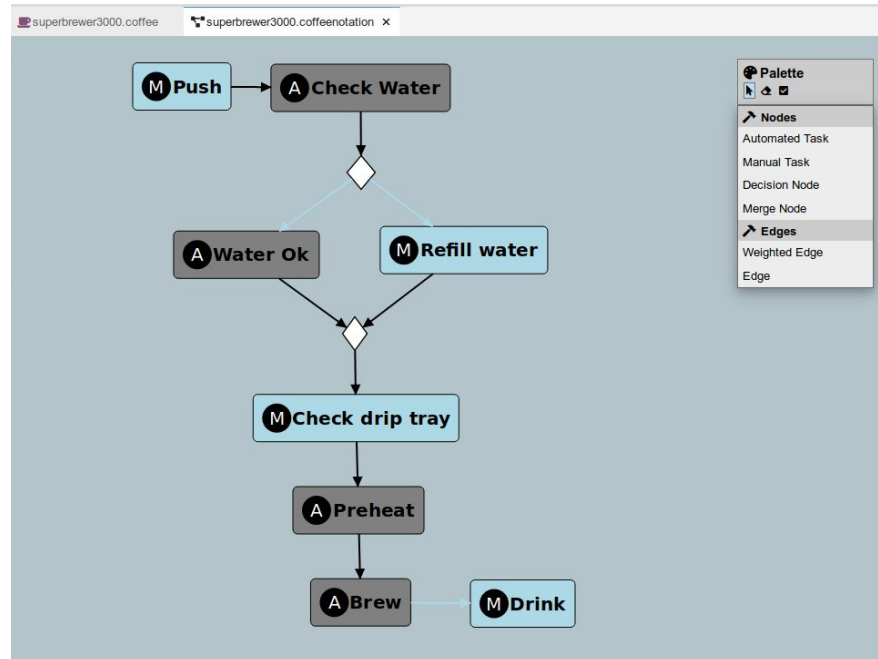 superbrewer3000.coffee
superbrewer3000.coffeenotation ×
M Push
A Check Water
A Water Ok
M Refill water
M Check drip tray
A Preheat
A Brew
M Drink
Palette
Nodes
Automated Task
Manual Task
Decision Node
Merge Node
Edges
Weighted Edge
Edge